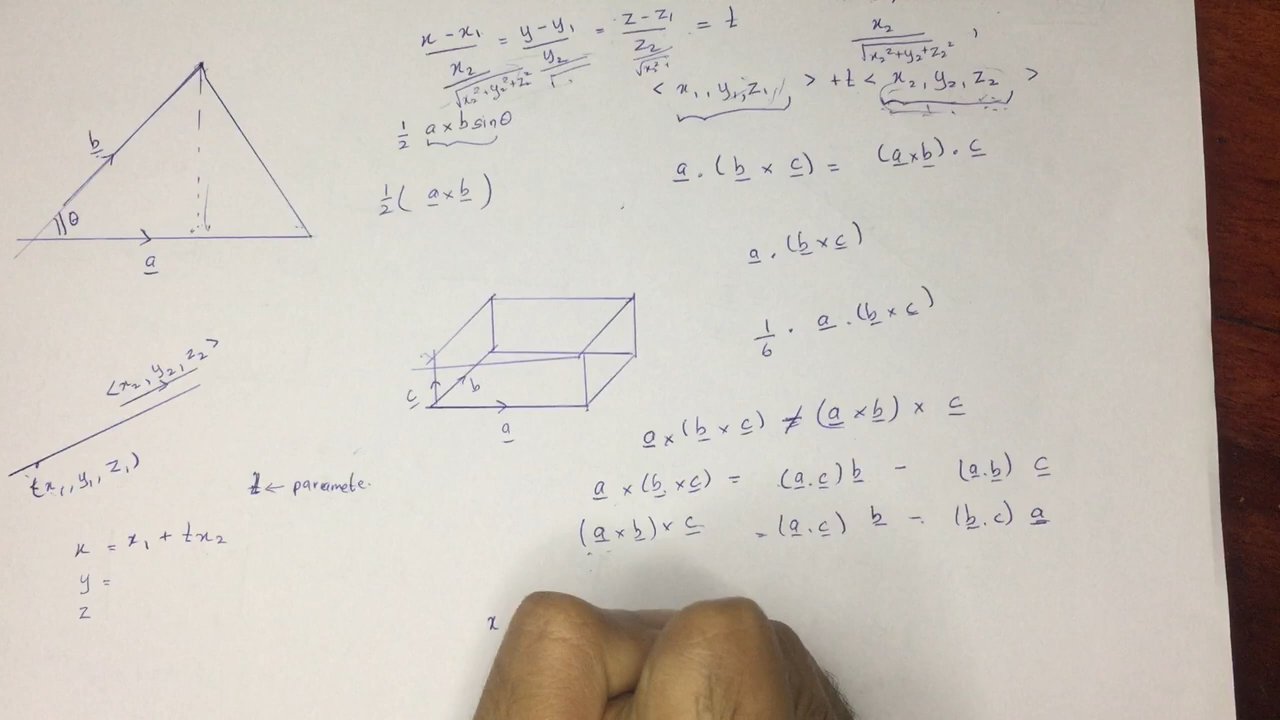 x - x₁ / x₂ / √x₂²+y₂²+z₂² = y - y₁ / y₂ / √ = z - z₁ / z₂ / √x₂²+ = t
x₂ / √x₂²+y₂²+z₂² ,
< x₁, y₁, z₁ > + t < x₂, y₂, z₂ >
½ a x b sinθ
½( a x b )
b
θ
a
a . (b x c) = (a x b) . c
a . (b x c)
1/6 . a . (b x c)
c
b
a
a x (b x c) ≠ (a x b) x c
a x (b x c) = (a.c) b - (a.b) c
(a x b) x c = (a.c) b - (b.c) a
<x₂, y₂, z₂>
(x₁, y₁, z₁)
t ← paramete.
x = x₁ + tx₂
y =
z
x